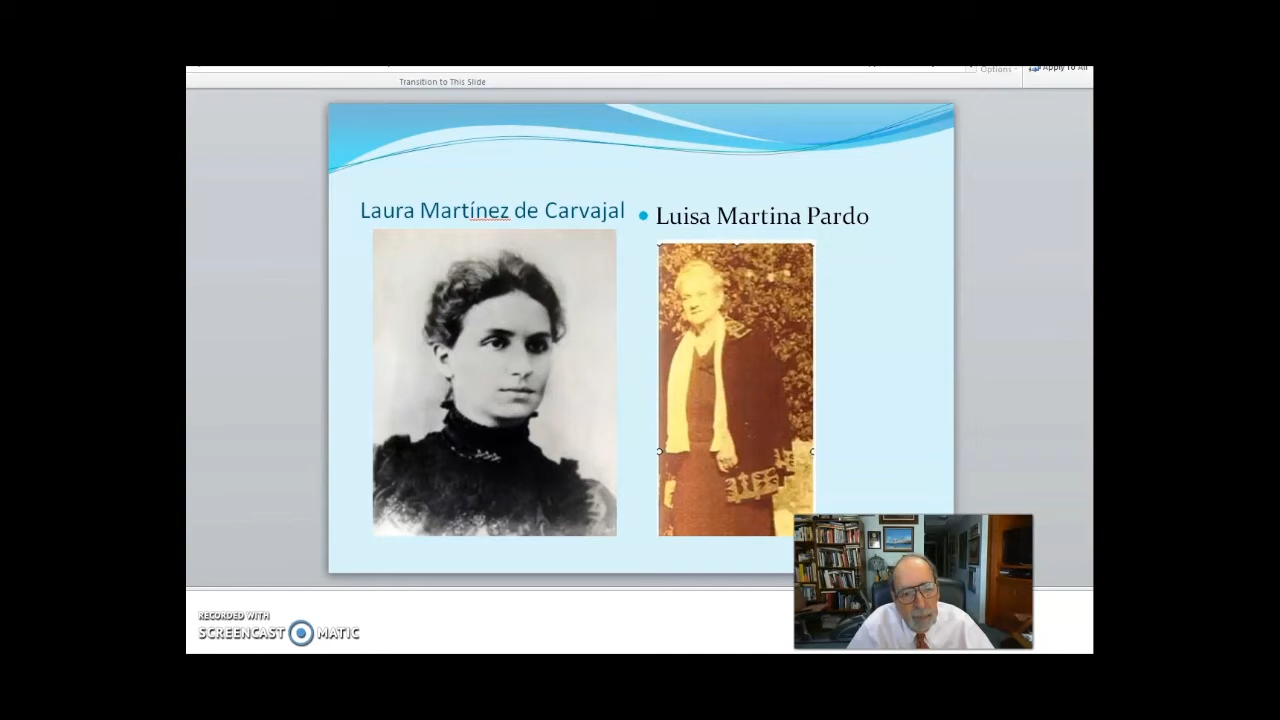 Options
Apply To All
Transition to This Slide
Laura Martínez de Carvajal
• Luisa Martina Pardo
RECORDED WITH
SCREENCAST MATIC